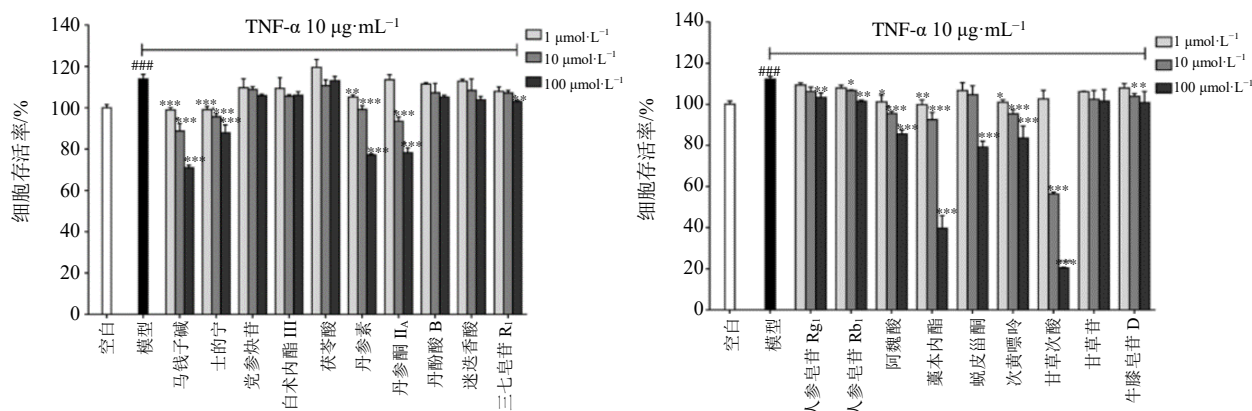 TNF-α 10 μg·mL⁻¹
1 μmol·L⁻¹
10 μmol·L⁻¹
100 μmol·L⁻¹
细胞存活率/%
140
120
100
80
60
40
20
0
###
***
***
***
***
***
***
**
***
***
***
***
**
空白
模型
马钱子碱
士的宁
党参炔苷
白术内酯 III
茯苓酸
丹参素
丹参酮 IIA
丹酚酸 B
迷迭香酸
三七皂苷 R₁
TNF-α 10 μg·mL⁻¹
1 μmol·L⁻¹
10 μmol·L⁻¹
100 μmol·L⁻¹
细胞存活率/%
140
120
100
80
60
40
20
0
###
**
*
**
*
***
***
**
***
***
***
*
***
***
***
***
**
**
空白
模型
人参皂苷 Rg₁
人参皂苷 Rb₁
阿魏酸
藁本内酯
蜕皮甾酮
次黄嘌呤
甘草次酸
甘草苷
牛膝皂苷 D